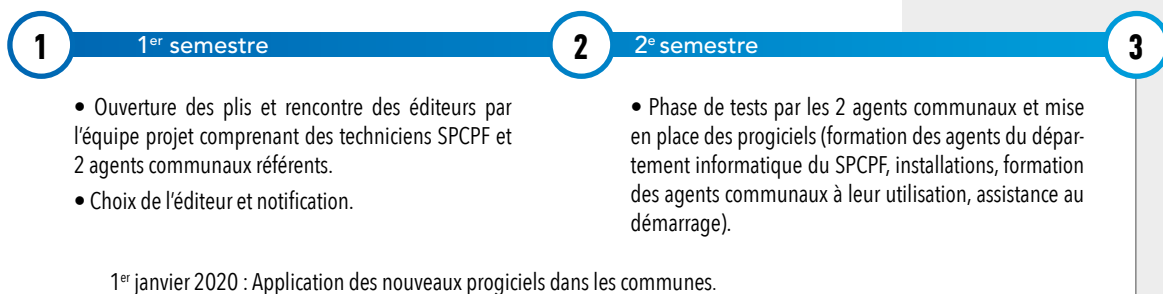 1 1er semestre 2 2e semestre 3
• Ouverture des plis et rencontre des éditeurs par
l'équipe projet comprenant des techniciens SPCPF et
2 agents communaux référents.
• Choix de l'éditeur et notification.
• Phase de tests par les 2 agents communaux et mise
en place des progiciels (formation des agents du dépar-
tement informatique du SPCPF, installations, formation
des agents communaux à leur utilisation, assistance au
démarrage).
1er janvier 2020 : Application des nouveaux progiciels dans les communes.